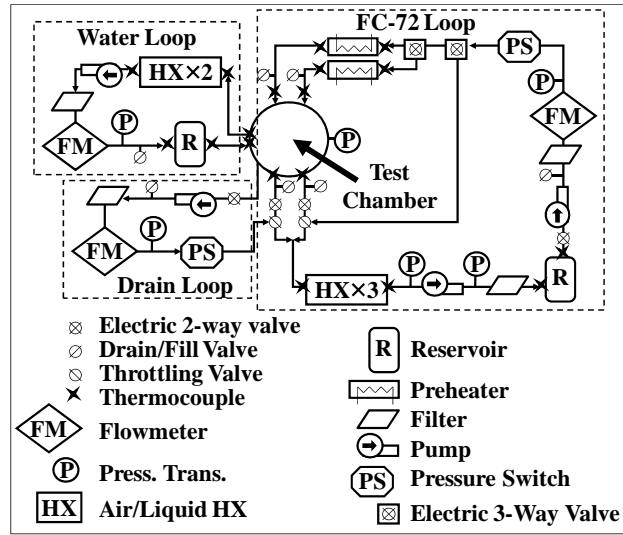 Water Loop
FC-72 Loop
HX×2
PS
P
FM
P
R
FM
P
Test
Chamber
P
FM
PS
Drain Loop
HX×3
P
P
R
Electric 2-way valve
Drain/Fill Valve
Throttling Valve
Thermocouple
FM Flowmeter
P Press. Trans.
HX Air/Liquid HX
R Reservoir
Preheater
Filter
Pump
PS Pressure Switch
Electric 3-Way Valve